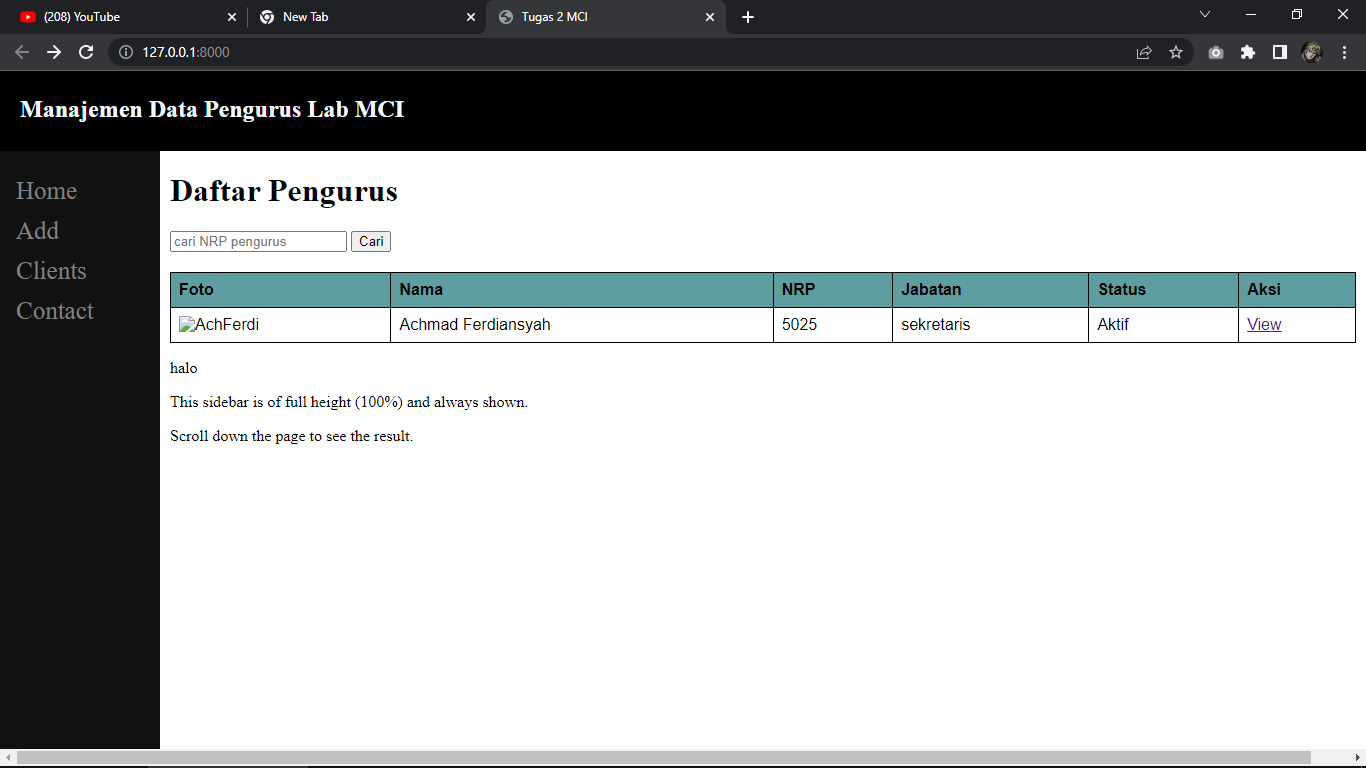 (208) YouTube
New Tab
Tugas 2 MCI
127.0.0.1:8000
Manajemen Data Pengurus Lab MCI
Home
Add
Clients
Contact
Daftar Pengurus
cari NRP pengurus Cari
Foto Nama NRP Jabatan Status Aksi
AchFerdi Achmad Ferdiansyah 5025 sekretaris Aktif View
halo
This sidebar is of full height (100%) and always shown.
Scroll down the page to see the result.